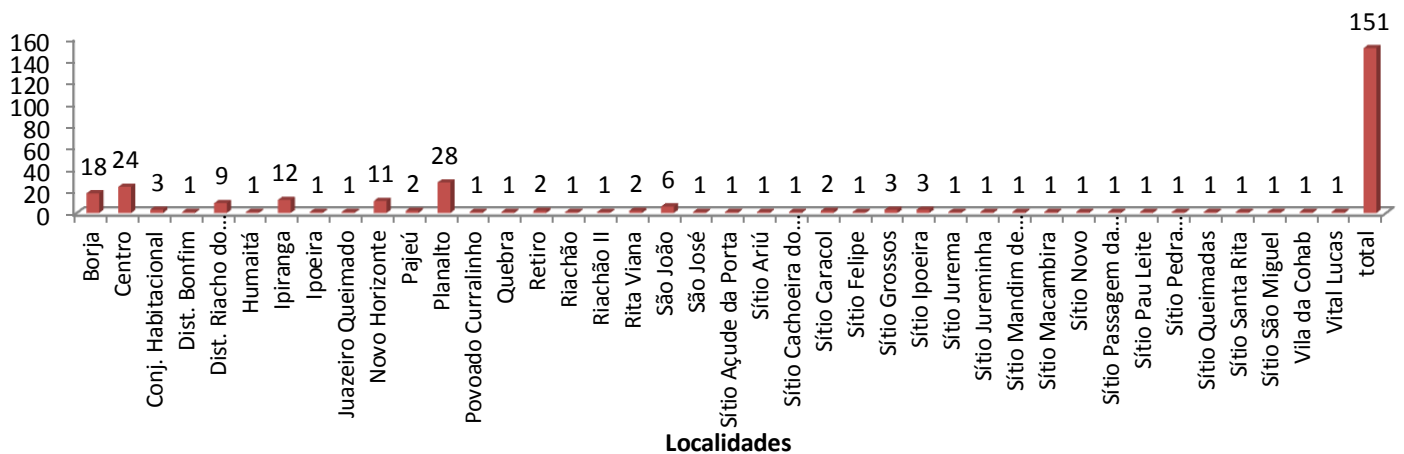 151
160
140
120
100
80
60
40
20
0
18 24 3 1 9 1 12 1 1 11 2 28 1 1 2 1 1 2 6 1 1 1 1 2 1 3 3 1 1 1 1 1 1 1 1 1 1 1 1 1
Borja
Centro
Conj. Habitacional
Dist. Bonfim
Dist. Riacho do...
Humaitá
Ipiranga
Ipoeira
Juazeiro Queimado
Novo Horizonte
Pajeú
Planalto
Povoado Curralinho
Quebra
Retiro
Riachão
Riachão II
Rita Viana
São João
São José
Sítio Açude da Porta
Sítio Ariú
Sítio Cachoeira do...
Sítio Caracol
Sítio Felipe
Sítio Grossos
Sítio Ipoeira
Sítio Jurema
Sítio Jureminha
Sítio Mandim de...
Sítio Macambira
Sítio Novo
Sítio Passagem da...
Sítio Pau Leite
Sítio Pedra...
Sítio Queimadas
Sítio Santa Rita
Sítio São Miguel
Vila da Cohab
Vital Lucas
total
Localidades